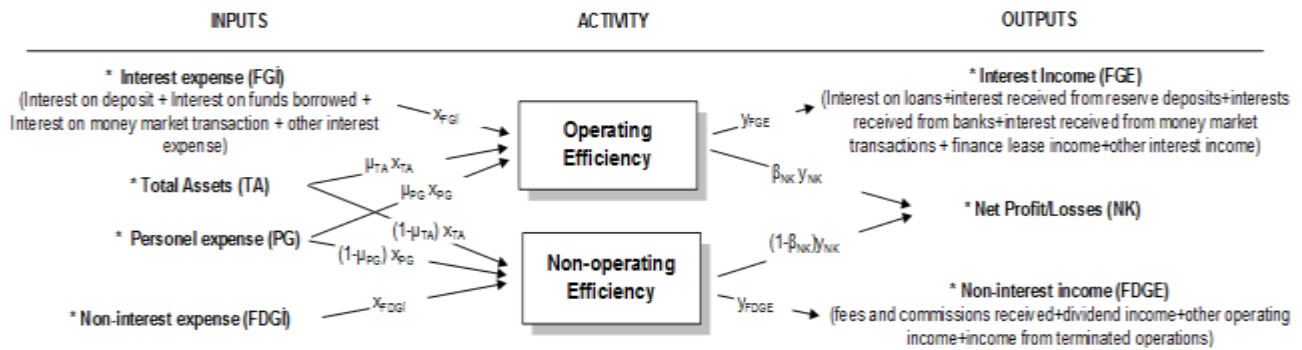 INPUTS ACTIVITY OUTPUTS
* Interest expense (FGİ)
(Interest on deposit + Interest on funds borrowed +
Interest on money market transaction + other interest
expense)
* Total Assets (TA)
* Personel expense (PG)
* Non-interest expense (FDGİ)
xFGİ
μTA xTA
μPG xPG
(1-μTA) xTA
(1-μPG) xPG
xFDGİ
Operating
Efficiency
Non-operating
Efficiency
yFGE
βNK yNK
(1-βNK)yNK
yFDGE
* Interest Income (FGE)
(Interest on loans+interest received from reserve deposits+interests
received from banks+interest received from money market
transactions + finance lease income+other interest income)
* Net Profit/Losses (NK)
* Non-interest income (FDGE)
(fees and commissions received+dividend income+other operating
income+income from terminated operations)